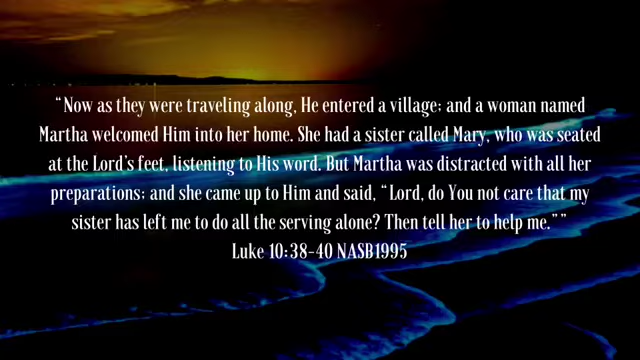 “Now as they were traveling along, He entered a village; and a woman named
Martha welcomed Him into her home. She had a sister called Mary, who was seated
at the Lord’s feet, listening to His word. But Martha was distracted with all her
preparations; and she came up to Him and said, “Lord, do You not care that my
sister has left me to do all the serving alone? Then tell her to help me.””
Luke 10:38-40 NASB1995